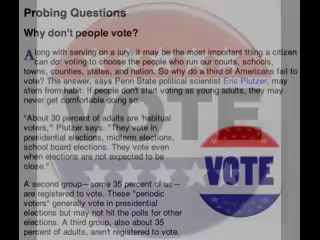 Probing Questions
Why don't people vote?
Along with serving on a jury, it may be the most important thing a citizen
can do: voting to choose the people who run our courts, schools,
towns, counties, states, and nation. So why do a third of Americans fail to
vote? The answer, says Penn State political scientist Eric Plutzer, may
stem from habit: If people don't start voting as young adults, they may
never get comfortable doing so.
"About 30 percent of adults are 'habitual
voters,'" Plutzer says. "They vote in
presidential elections, midterm elections,
school board elections. They vote even
when elections are not expected to be
close."
A second group—some 35 percent of us—
are registered to vote. These "periodic
voters" generally vote in presidential
elections but may not hit the polls for other
elections. A third group, also about 35
percent of adults, aren't registered to vote.
VOTE
VOTE